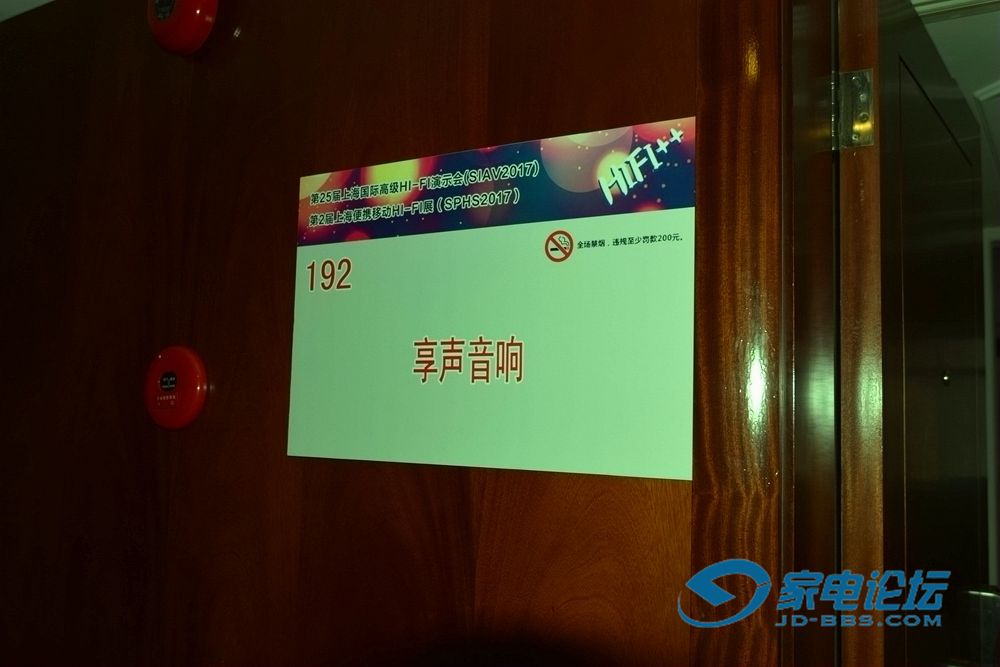 第25届上海国际高级HI-FI演示会(SIAV2017)
第2届上海便携移动HI-FI展(SPHS2017)
HIFI++
全场禁烟，违规至少罚款200元。
192
享声音响
家电论坛
JD-BBS.COM